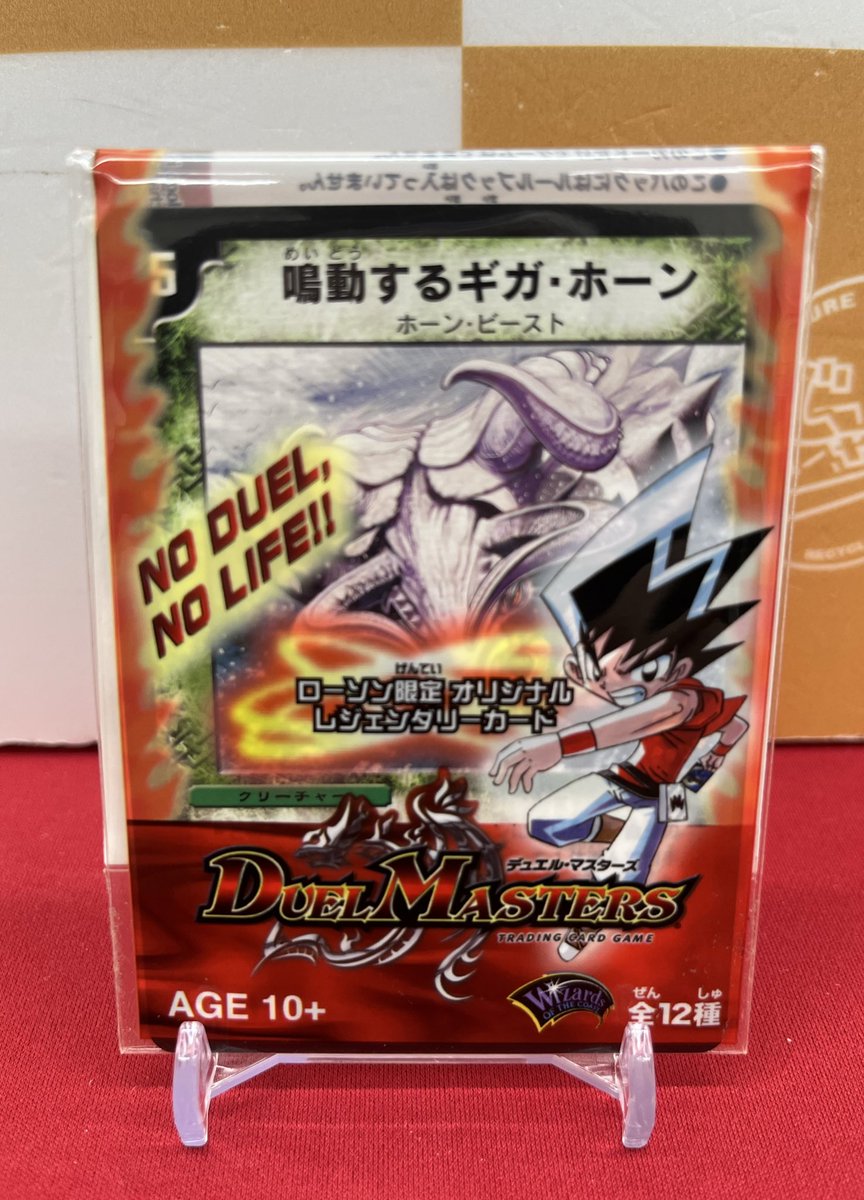 ●このパックにはルールブックは入っていません。
5
めいどう
鳴動するギガ・ホーン
ホーン・ビースト
NO DUEL,
NO LIFE!!
げんてい
ローソン限定 オリジナル
レジェンダリーカード
クリーチャー
デュエル・マスターズ
DUEL MASTERS
TRADING CARD GAME
AGE 10+
Wizards
OF THE COAST
ぜん しゅ
全12種
RECYC